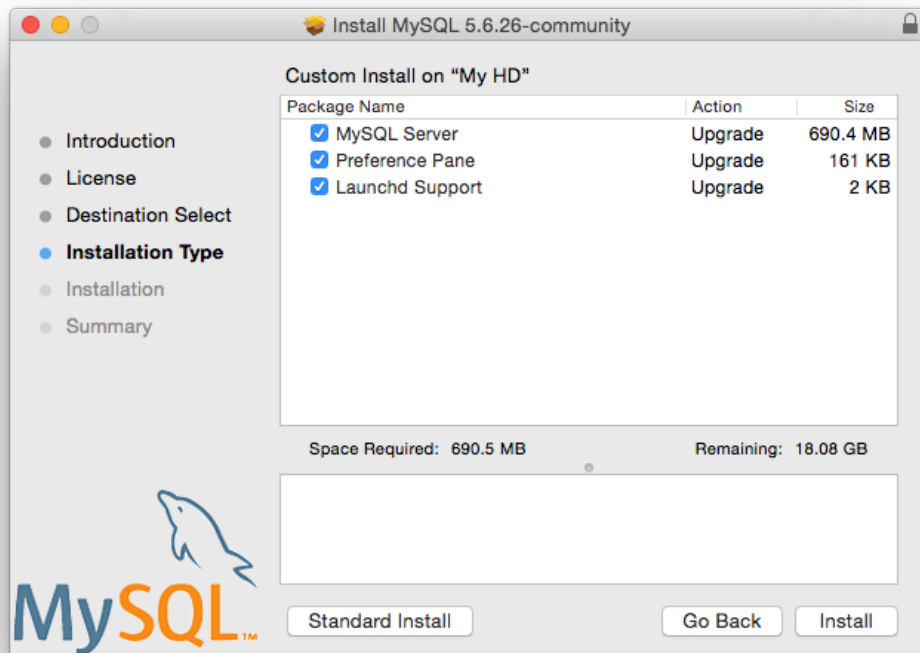 Install MySQL 5.6.26-community
Custom Install on “My HD”
Package Name Action Size
MySQL Server Upgrade 690.4 MB
Preference Pane Upgrade 161 KB
Launchd Support Upgrade 2 KB
Introduction
License
Destination Select
Installation Type
Installation
Summary
Space Required: 690.5 MB Remaining: 18.08 GB
MySQL™
Standard Install Go Back Install